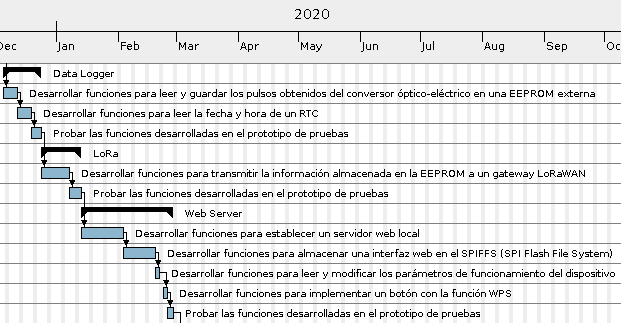 2020
Dec Jan Feb Mar April May Jun Jul Aug Sep Oc
Data Logger
Desarrollar funciones para leer y guardar los pulsos obtenidos del conversor óptico-eléctrico en una EEPROM externa
Desarrollar funciones para leer la fecha y hora de un RTC
Probar las funciones desarrolladas en el prototipo de pruebas
LoRa
Desarrollar funciones para transmitir la información almacenada en la EEPROM a un gateway LoRaWAN
Probar las funciones desarrolladas en el prototipo de pruebas
Web Server
Desarrollar funciones para establecer un servidor web local
Desarrollar funciones para almacenar una interfaz web en el SPIFFS (SPI Flash File System)
Desarrollar funciones para leer y modificar los parámetros de funcionamiento del dispositivo
Desarrollar funciones para implementar un botón con la función WPS
Probar las funciones desarrolladas en el prototipo de pruebas